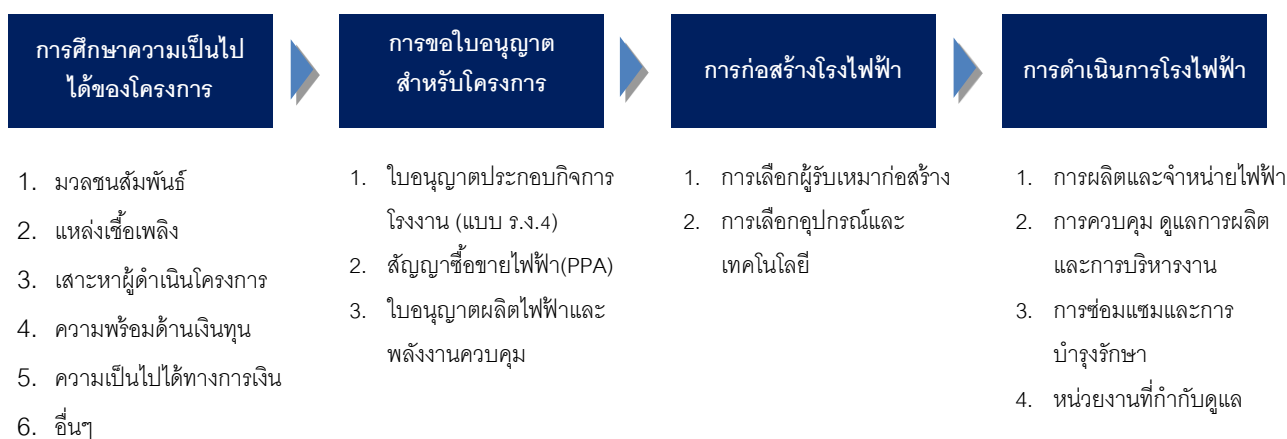 การศึกษาความเป็นไป
ได้ของโครงการ
1. มวลชนสัมพันธ์
2. แหล่งเชื้อเพลิง
3. เสาะหาผู้ดำเนินโครงการ
4. ความพร้อมด้านเงินทุน
5. ความเป็นไปได้ทางการเงิน
6. อื่นๆ
การขอใบอนุญาต
สำหรับโครงการ
1. ใบอนุญาตประกอบกิจการ
โรงงาน (แบบ ร.ง.4)
2. สัญญาซื้อขายไฟฟ้า(PPA)
3. ใบอนุญาตผลิตไฟฟ้าและ
พลังงานควบคุม
การก่อสร้างโรงไฟฟ้า
1. การเลือกผู้รับเหมาก่อสร้าง
2. การเลือกอุปกรณ์และ
เทคโนโลยี
การดำเนินการโรงไฟฟ้า
1. การผลิตและจำหน่ายไฟฟ้า
2. การควบคุม ดูแลการผลิต
และการบริหารงาน
3. การซ่อมแซมและการ
บำรุงรักษา
4. หน่วยงานที่กำกับดูแล